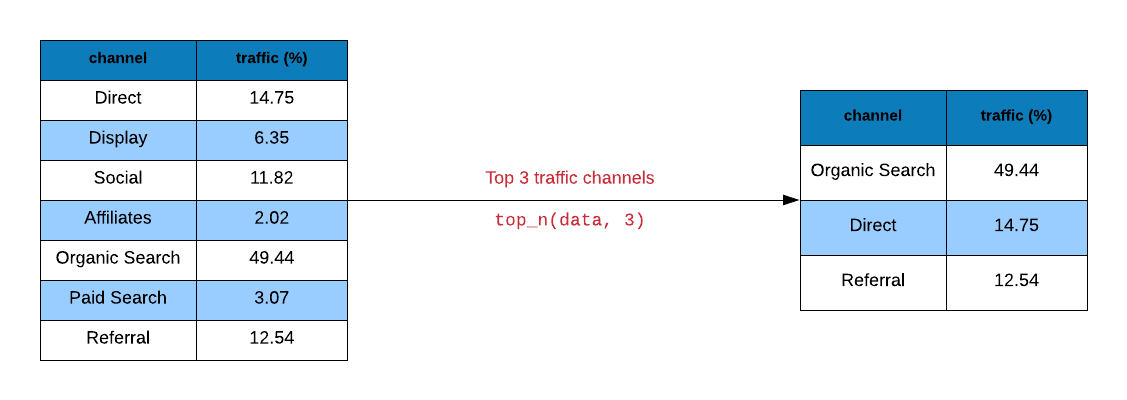 channel traffic (%)
Direct 14.75
Display 6.35
Social 11.82
Affiliates 2.02
Organic Search 49.44
Paid Search 3.07
Referral 12.54
Top 3 traffic channels
top_n(data, 3)
channel traffic (%)
Organic Search 49.44
Direct 14.75
Referral 12.54